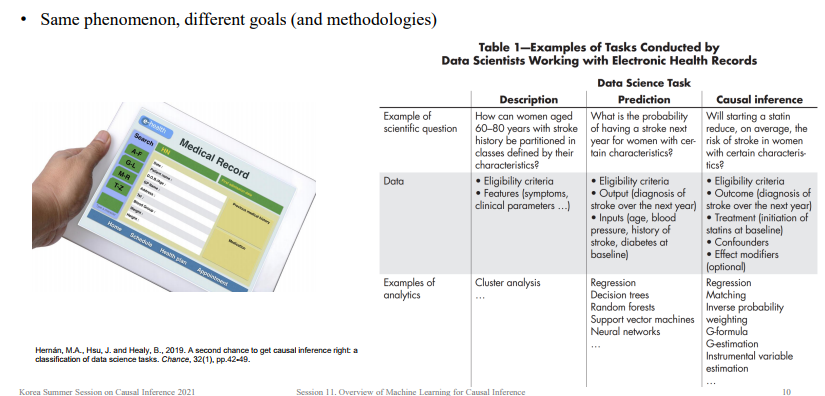 • Same phenomenon, different goals (and methodologies)
Table 1—Examples of Tasks Conducted by
Data Scientists Working with Electronic Health Records
Data Science Task
Description
Prediction
Causal inference
Example of
scientific question
How can women aged
60–80 years with stroke
history be partitioned in
classes defined by their
characteristics?
What is the probability
of having a stroke next
year for women with cer-
tain characteristics?
Will starting a statin
reduce, on average, the
risk of stroke in women
with certain characteris-
tics?
Data
• Eligibility criteria
• Features (symptoms,
clinical parameters ...)
• Eligibility criteria
• Output (diagnosis of
stroke over the next year)
• Inputs (age, blood
pressure, history of
stroke, diabetes at
baseline)
• Eligibility criteria
• Outcome (diagnosis of
stroke over the next year)
• Treatment (initiation of
statins at baseline)
• Confounders
• Effect modifiers
(optional)
Examples of
analytics
Cluster analysis
...
Regression
Decision trees
Random forests
Support vector machines
Neural networks
...
Regression
Matching
Inverse probability
weighting
G-formula
G-estimation
Instrumental variable
estimation
...
e-health
Medical Record
Search
HN
A-F
G-L
M-R
T-Z
Previous medical history
Medication
Home
Schedule
Health plan
Appointment
Hernán, M.A., Hsu, J. and Healy, B., 2019. A second chance to get causal inference right: a
classification of data science tasks. Chance, 32(1), pp.42-49.
Korea Summer Session on Causal Inference 2021
Session 11. Overview of Machine Learning for Causal Inference
10